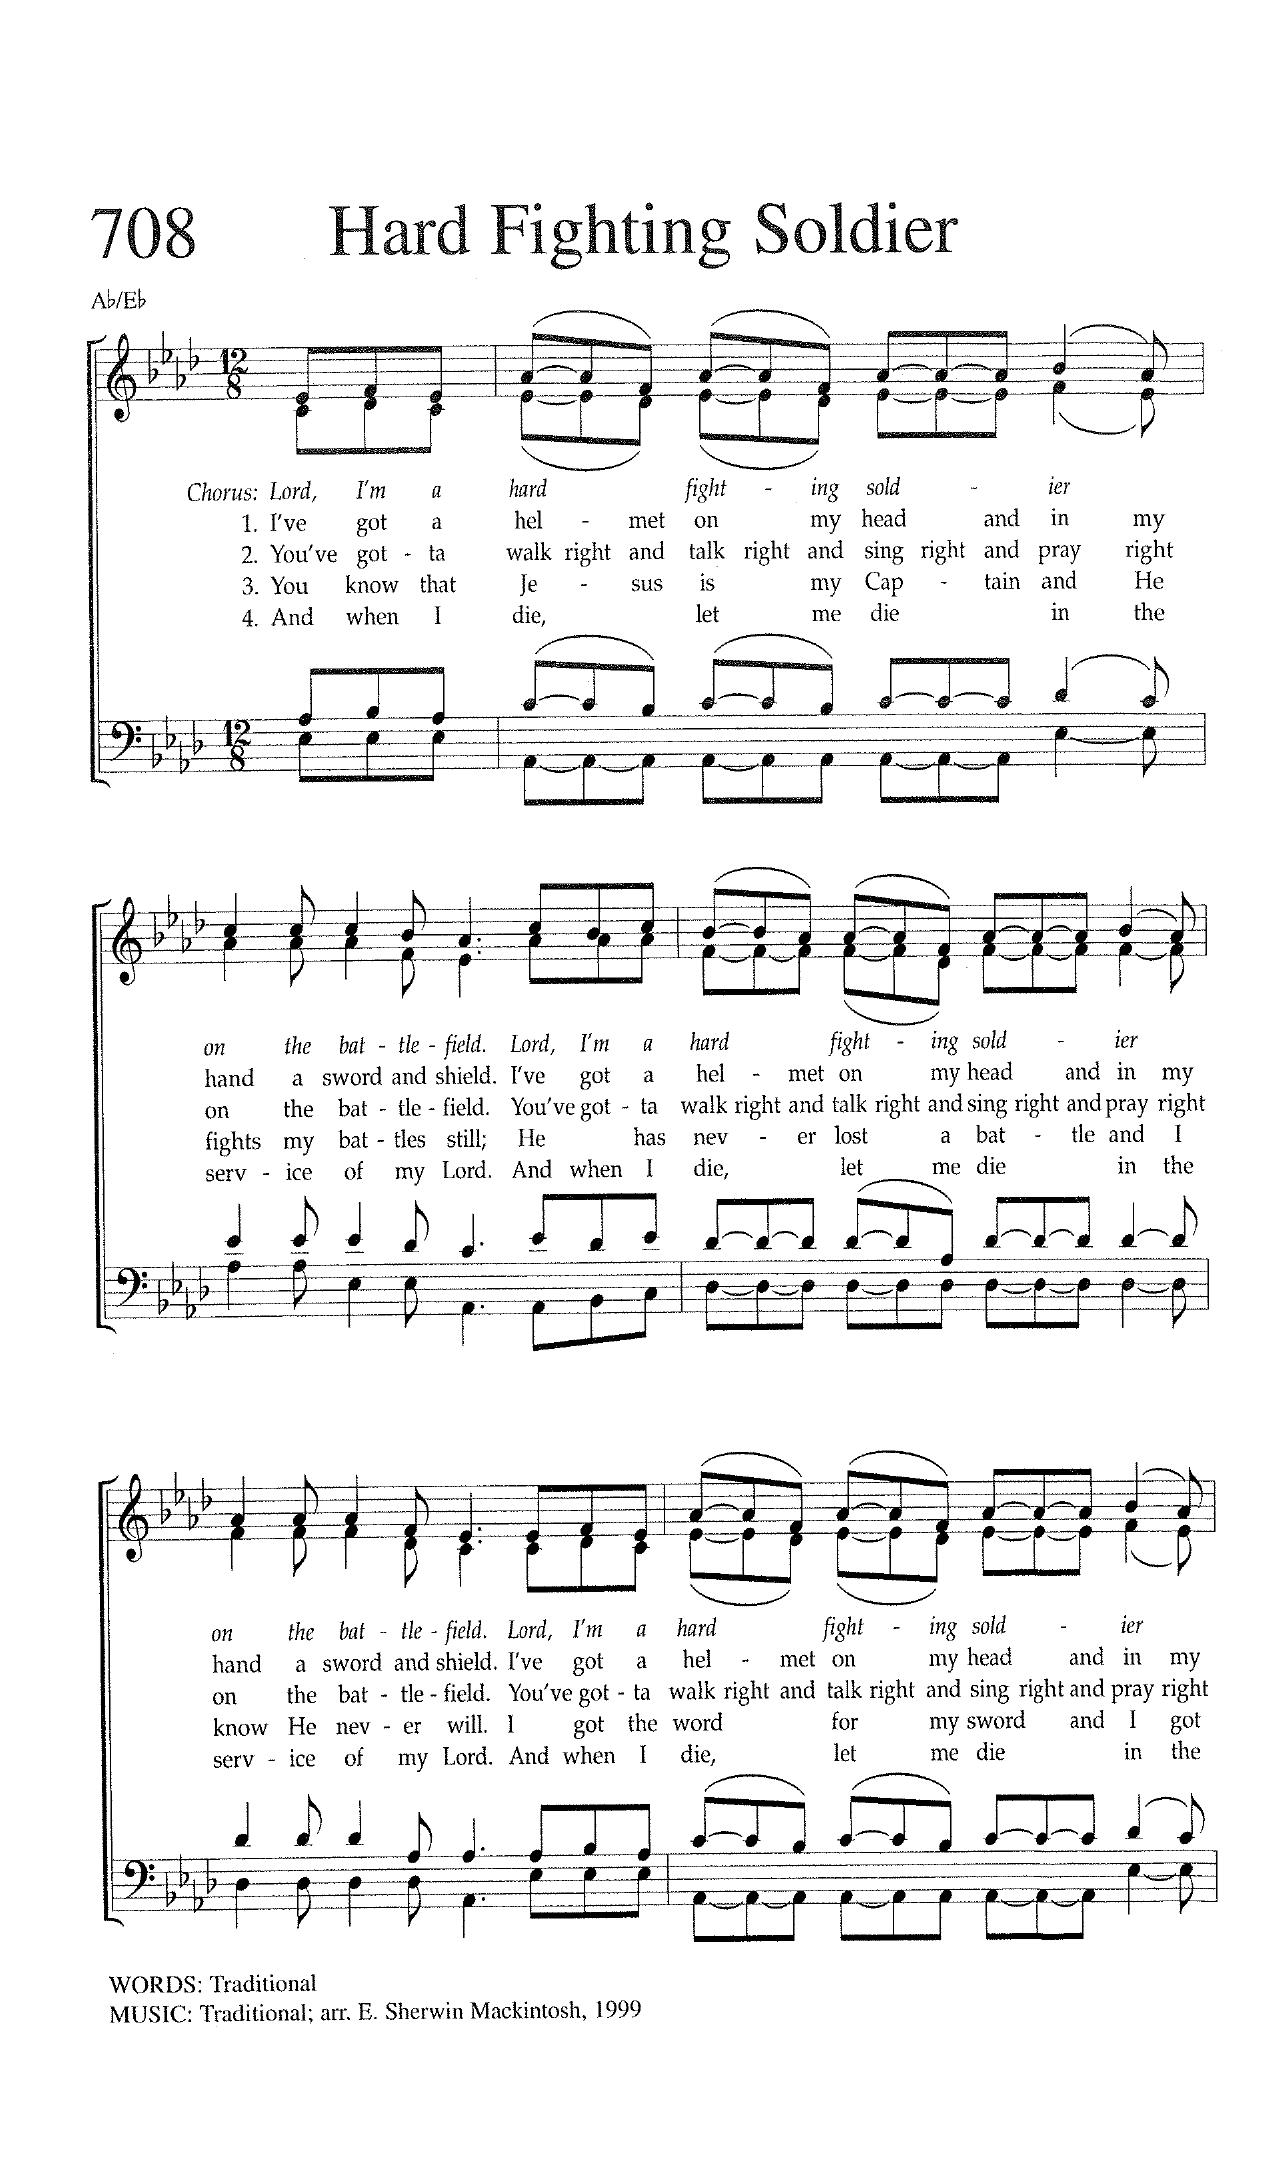 708 Hard Fighting Soldier
A♭/E♭
12
8
Chorus: Lord, I'm a hard fight - ing sold - ier
1. I've got a hel - met on my head and in my
2. You've got - ta walk right and talk right and sing right and pray right
3. You know that Je - sus is my Cap - tain and He
4. And when I die, let me die in the
12
8
on the bat - tle - field. Lord, I'm a hard fight - ing sold - ier
hand a sword and shield. I've got a hel - met on my head and in my
on the bat - tle - field. You've got - ta walk right and talk right and sing right and pray right
fights my bat - tles still; He has nev - er lost a bat - tle and I
serv - ice of my Lord. And when I die, let me die in the
on the bat - tle - field. Lord, I'm a hard fight - ing sold - ier
hand a sword and shield. I've got a hel - met on my head and in my
on the bat - tle - field. You've got - ta walk right and talk right and sing right and pray right
know He nev - er will. I got the word for my sword and I got
serv - ice of my Lord. And when I die, let me die in the
WORDS: Traditional
MUSIC: Traditional; arr. E. Sherwin Mackintosh, 1999